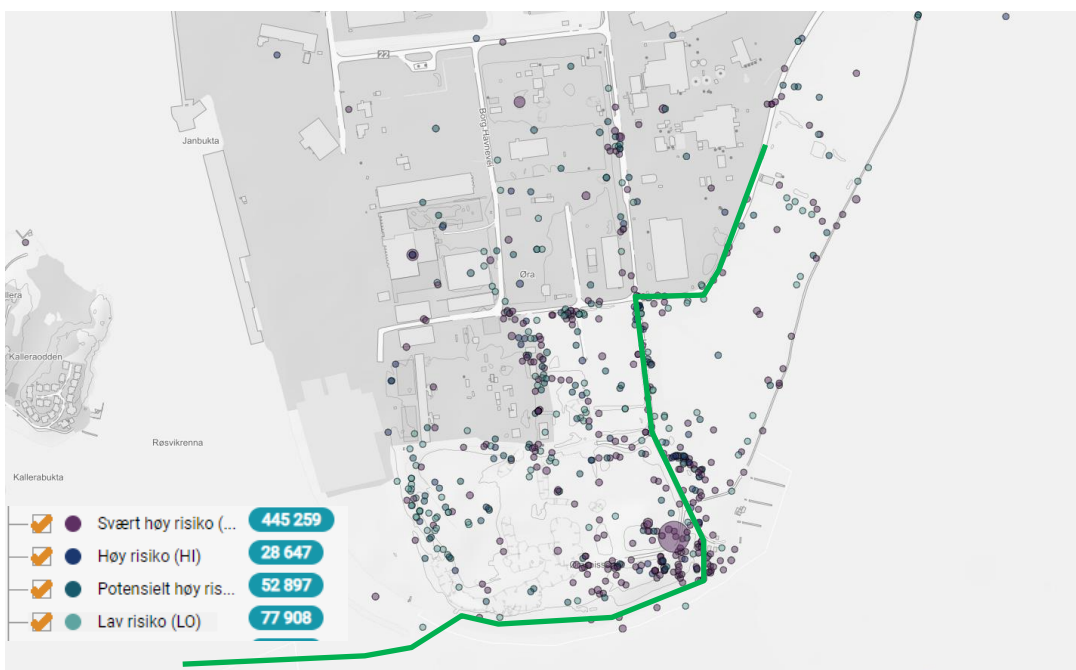 22
Janbukta
Borg Havnevei
Øra
Kalleraodden
Røsvikrenna
Kallerabukta
Svært høy risiko (... 445 259
Høy risiko (HI) 28 647
Potensielt høy ris... 52 897
Lav risiko (LO) 77 908